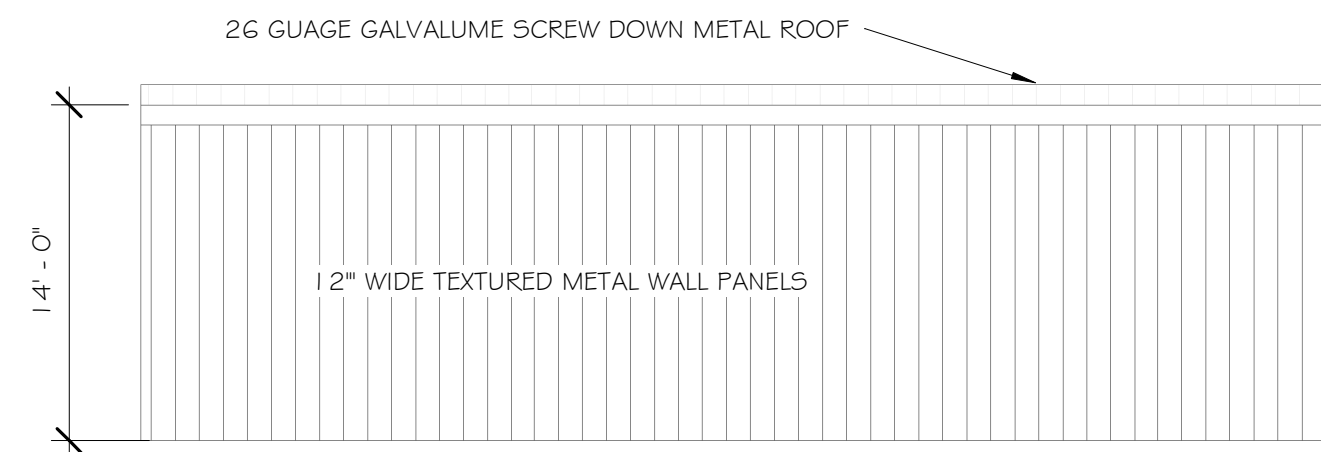 26 GUAGE GALVALUME SCREW DOWN METAL ROOF
14' - 0"
12"' WIDE TEXTURED METAL WALL PANELS